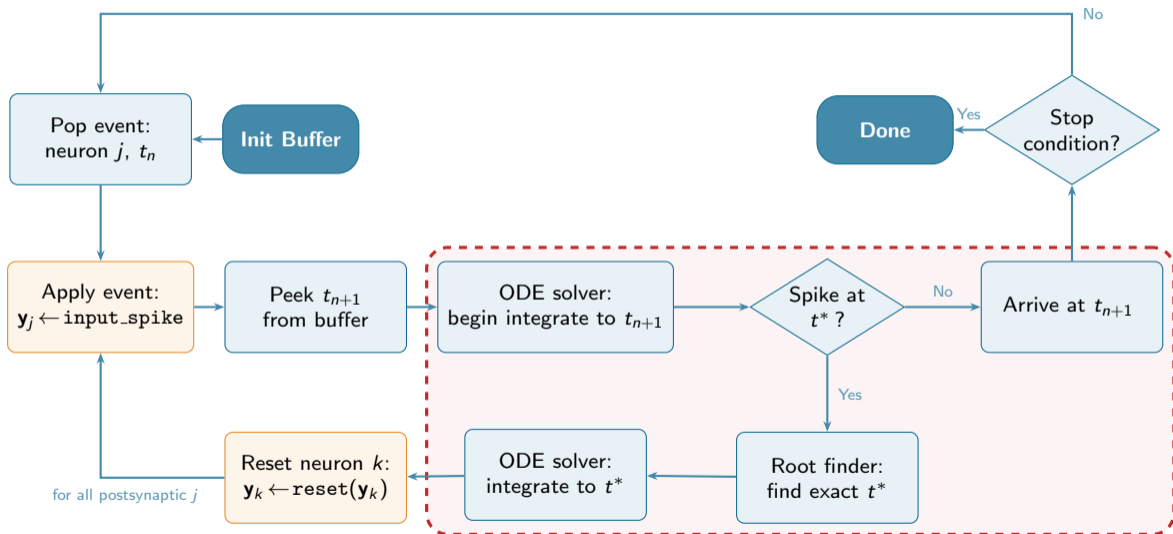 No
Pop event:
neuron j, tₙ
Init Buffer
Done
Yes
Stop
condition?
Apply event:
𝐲ⱼ ← input_spike
Peek tₙ₊₁
from buffer
ODE solver:
begin integrate to tₙ₊₁
Spike at
t* ?
No
Arrive at tₙ₊₁
Yes
Reset neuron k:
𝐲ₖ ← reset(𝐲ₖ)
ODE solver:
integrate to t*
Root finder:
find exact t*
for all postsynaptic j